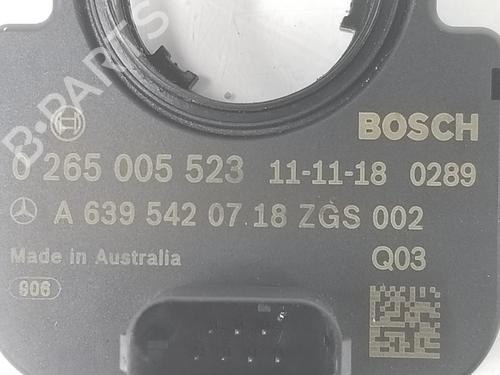 B-PARTS
BOSCH
0 265 005 523 11-11-18 0289
A 639 542 07.18 ZGS 002
Made in Australia Q03
906